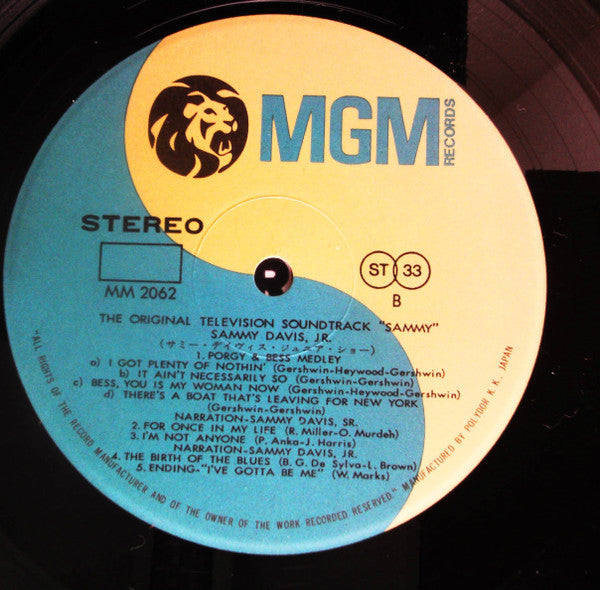 MGM
RECORDS
STEREO
MM 2062
ST 33
B
THE ORIGINAL TELEVISION SOUNDTRACK "SAMMY"
SAMMY DAVIS, JR.
(サミー・デイヴィス・ジュニア・ショー)
1. PORGY & BESS MEDLEY
a) I GOT PLENTY OF NOTHIN' (Gershwin-Heywood-Gershwin)
b) IT AIN'T NECESSARILY SO (Gershwin-Gershwin)
c) BESS, YOU IS MY WOMAN NOW (Gershwin-Heywood-Gershwin)
d) THERE'S A BOAT THAT'S LEAVING FOR NEW YORK
(Gershwin-Gershwin)
NARRATION-SAMMY DAVIS, SR.
2. FOR ONCE IN MY LIFE (R. Miller-O. Murdeh)
3. I'M NOT ANYONE (P. Anka-J. Harris)
NARRATION-SAMMY DAVIS, JR.
4. THE BIRTH OF THE BLUES (B. G. De Sylva-L. Brown)
5. ENDING-"I'VE GOTTA BE ME" (W. Marks)
"ALL RIGHTS OF THE RECORD MANUFACTURER AND OF THE OWNER OF THE WORK RECORDED RESERVED." MANUFACTURED BY POLYDOR K. K. JAPAN